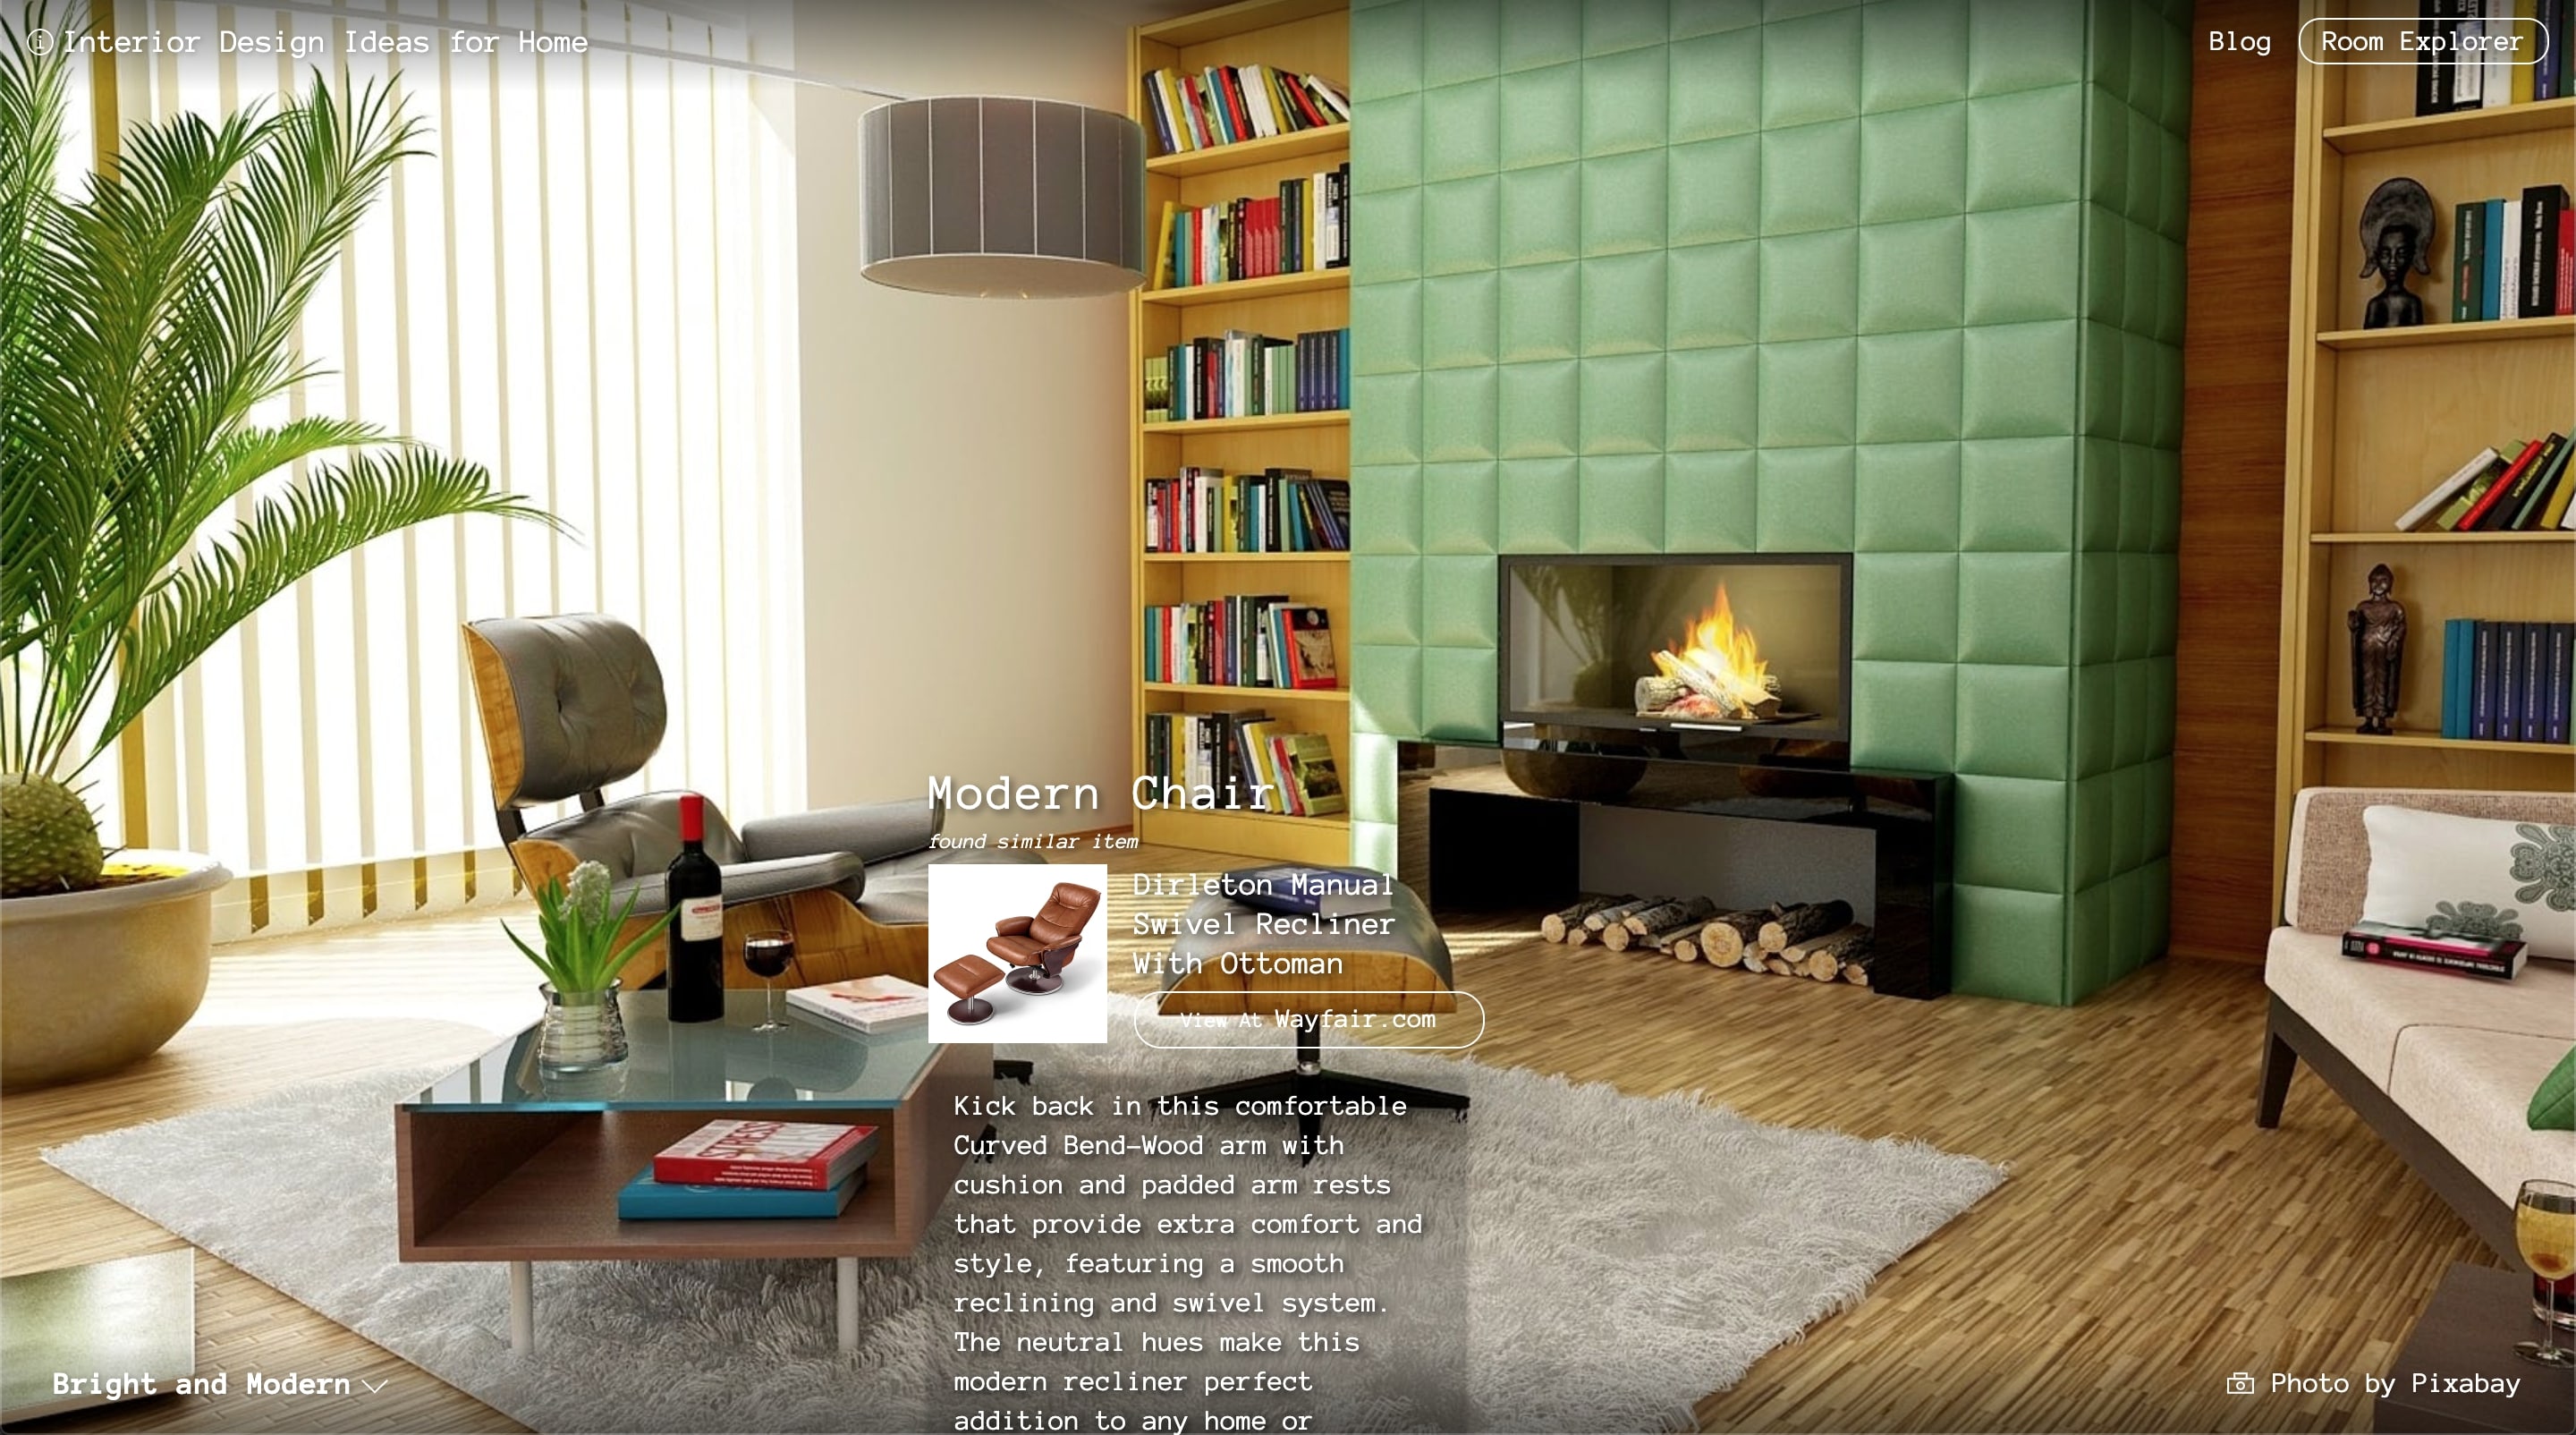 Interior Design Ideas for Home
Blog
Room Explorer
Modern Chair
found similar item
Dirleton Manual
Swivel Recliner
With Ottoman
View At Wayfair.com
Kick back in this comfortable
Curved Bend-Wood arm with
cushion and padded arm rests
that provide extra comfort and
style, featuring a smooth
reclining and swivel system.
The neutral hues make this
modern recliner perfect
addition to any home or
Bright and Modern
Photo by Pixabay